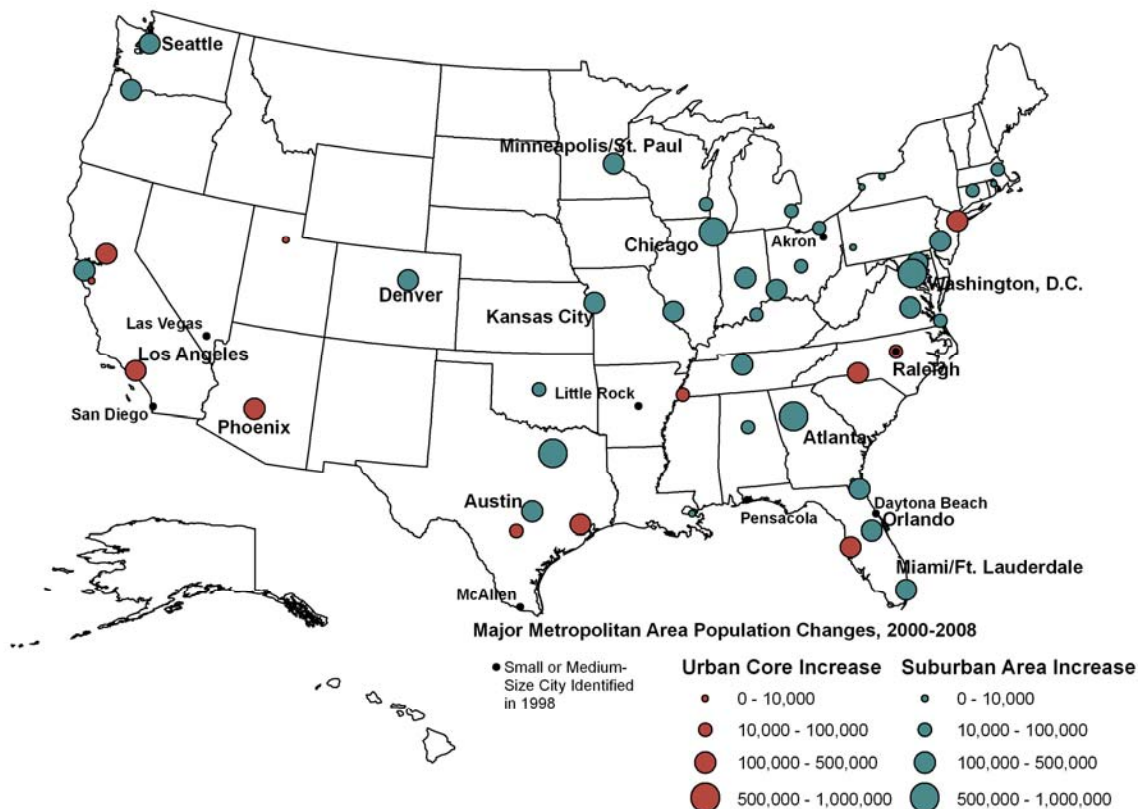 Seattle
Minneapolis/St. Paul
Chicago
Akron
Washington, D.C.
Denver
Kansas City
Las Vegas
Los Angeles
Raleigh
Little Rock
San Diego
Phoenix
Atlanta
Austin
Daytona Beach
Pensacola
Orlando
Miami/Ft. Lauderdale
McAllen
Major Metropolitan Area Population Changes, 2000-2008
Small or Medium-
Size City Identified
in 1998
Urban Core Increase
0 - 10,000
10,000 - 100,000
100,000 - 500,000
500,000 - 1,000,000
Suburban Area Increase
0 - 10,000
10,000 - 100,000
100,000 - 500,000
500,000 - 1,000,000